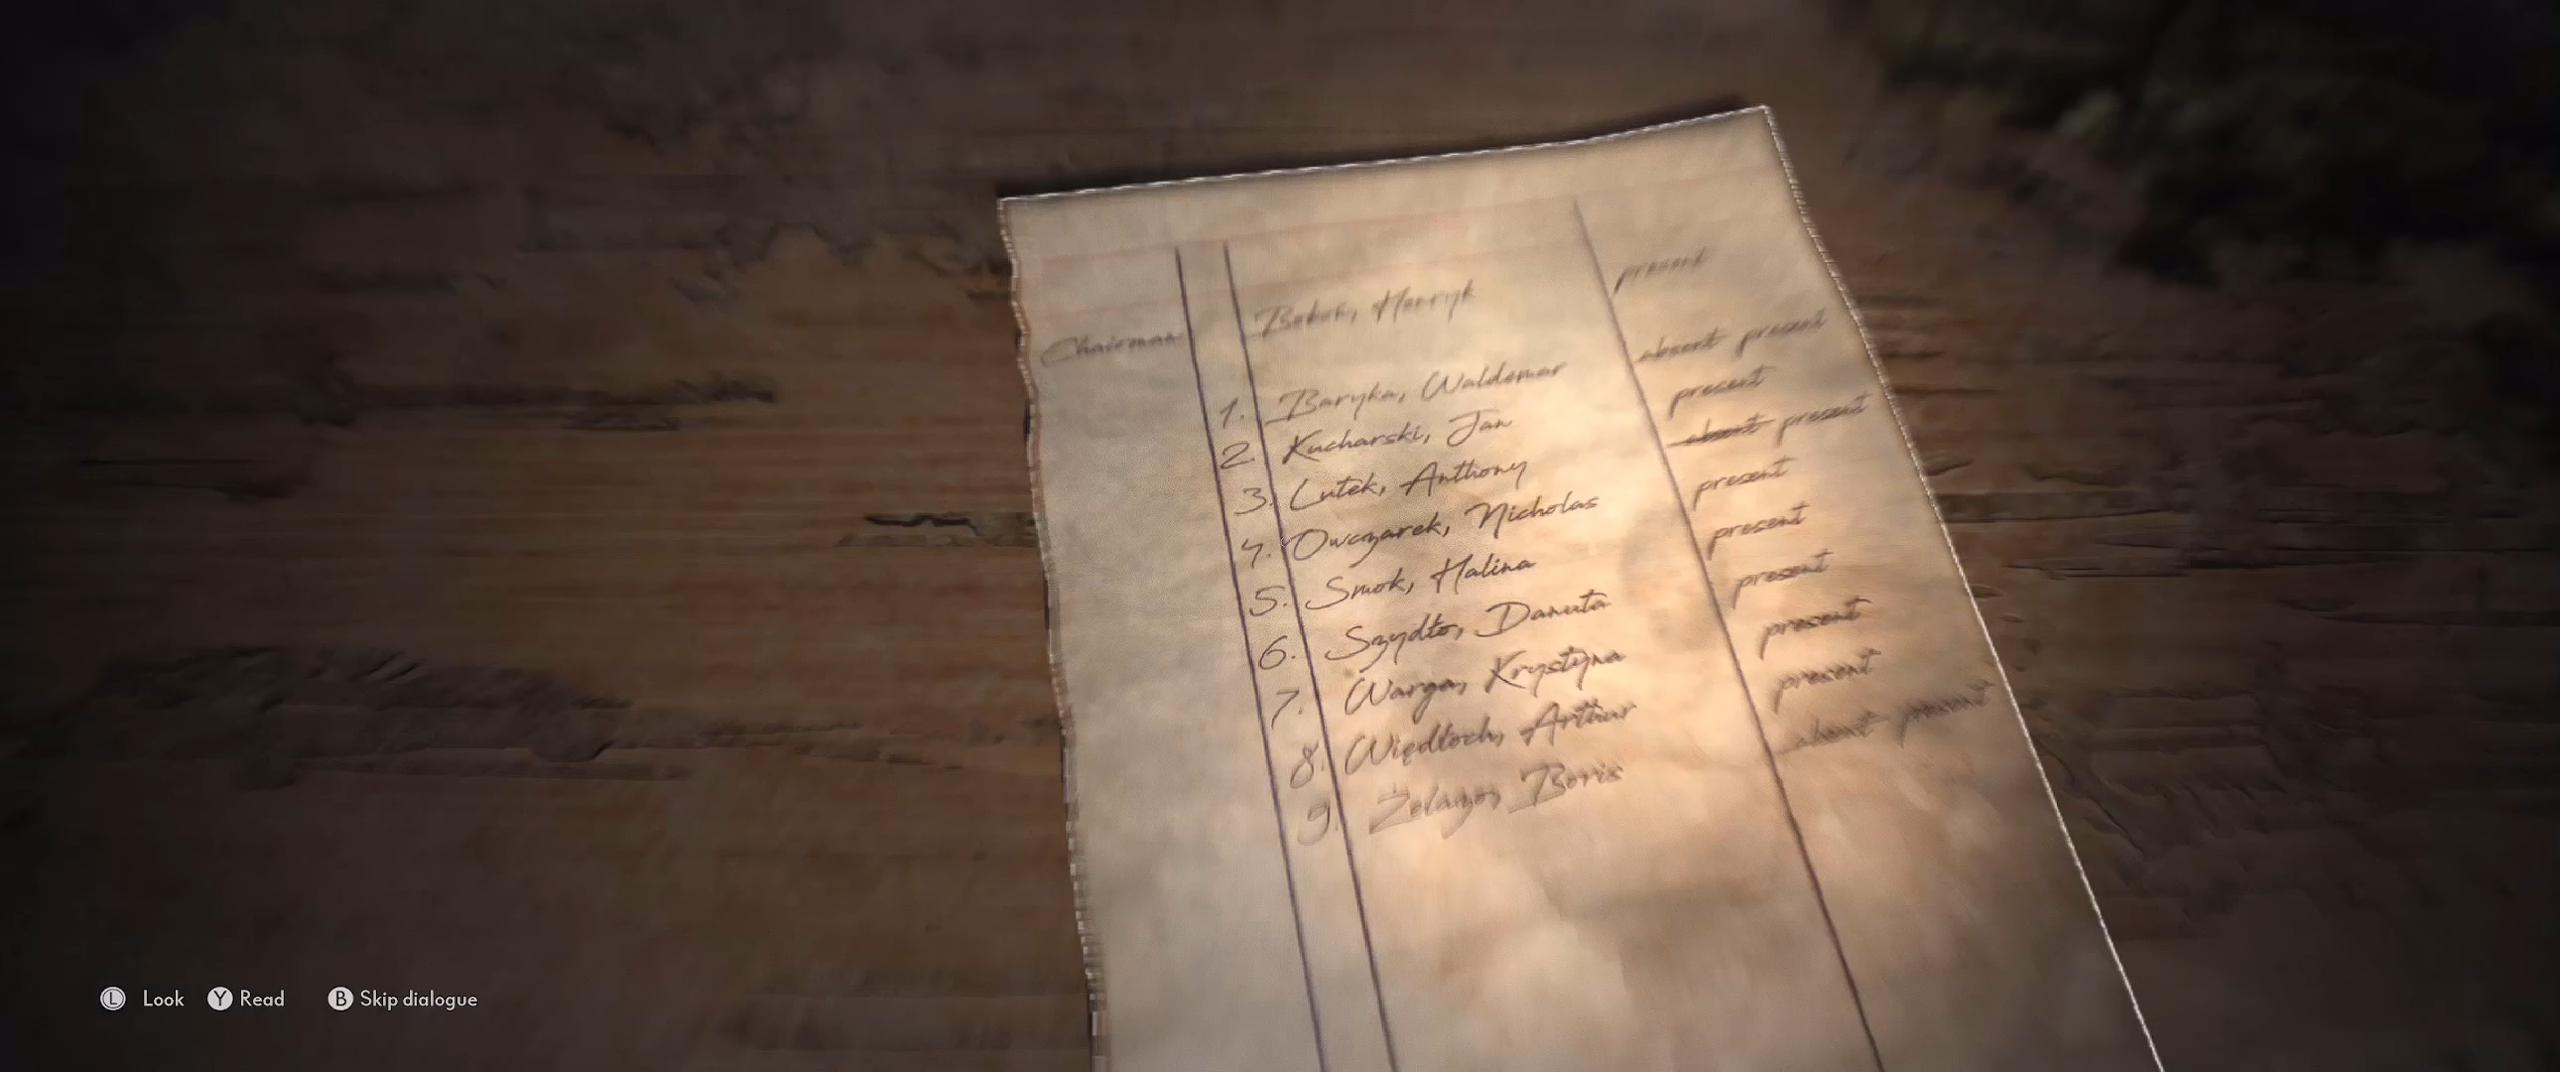 Chairman Bobok, Henryk present
1. Baryka, Waldemar absent present
2. Kucharski, Jan present
3. Lutek, Anthony absent present
4. Owczarek, Nicholas present
5. Smok, Halina present
6. Szydło, Danuta present
7. Warga, Krystyna present
8. Więdłoch, Arthur present
9. Żelazo, Boris absent present
L Look Y Read B Skip dialogue